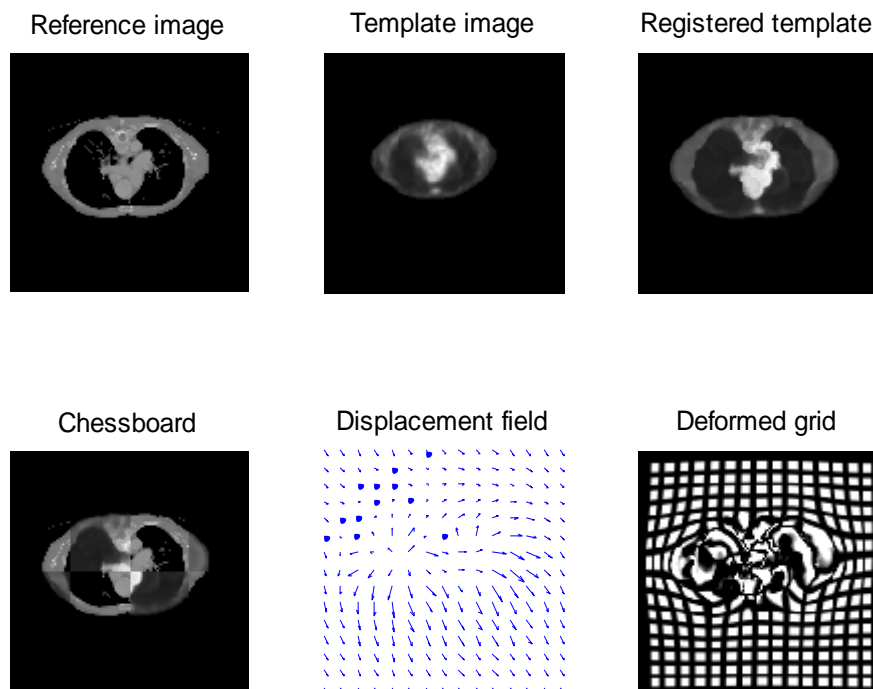 Reference image
Template image
Registered template
Chessboard
Displacement field
Deformed grid